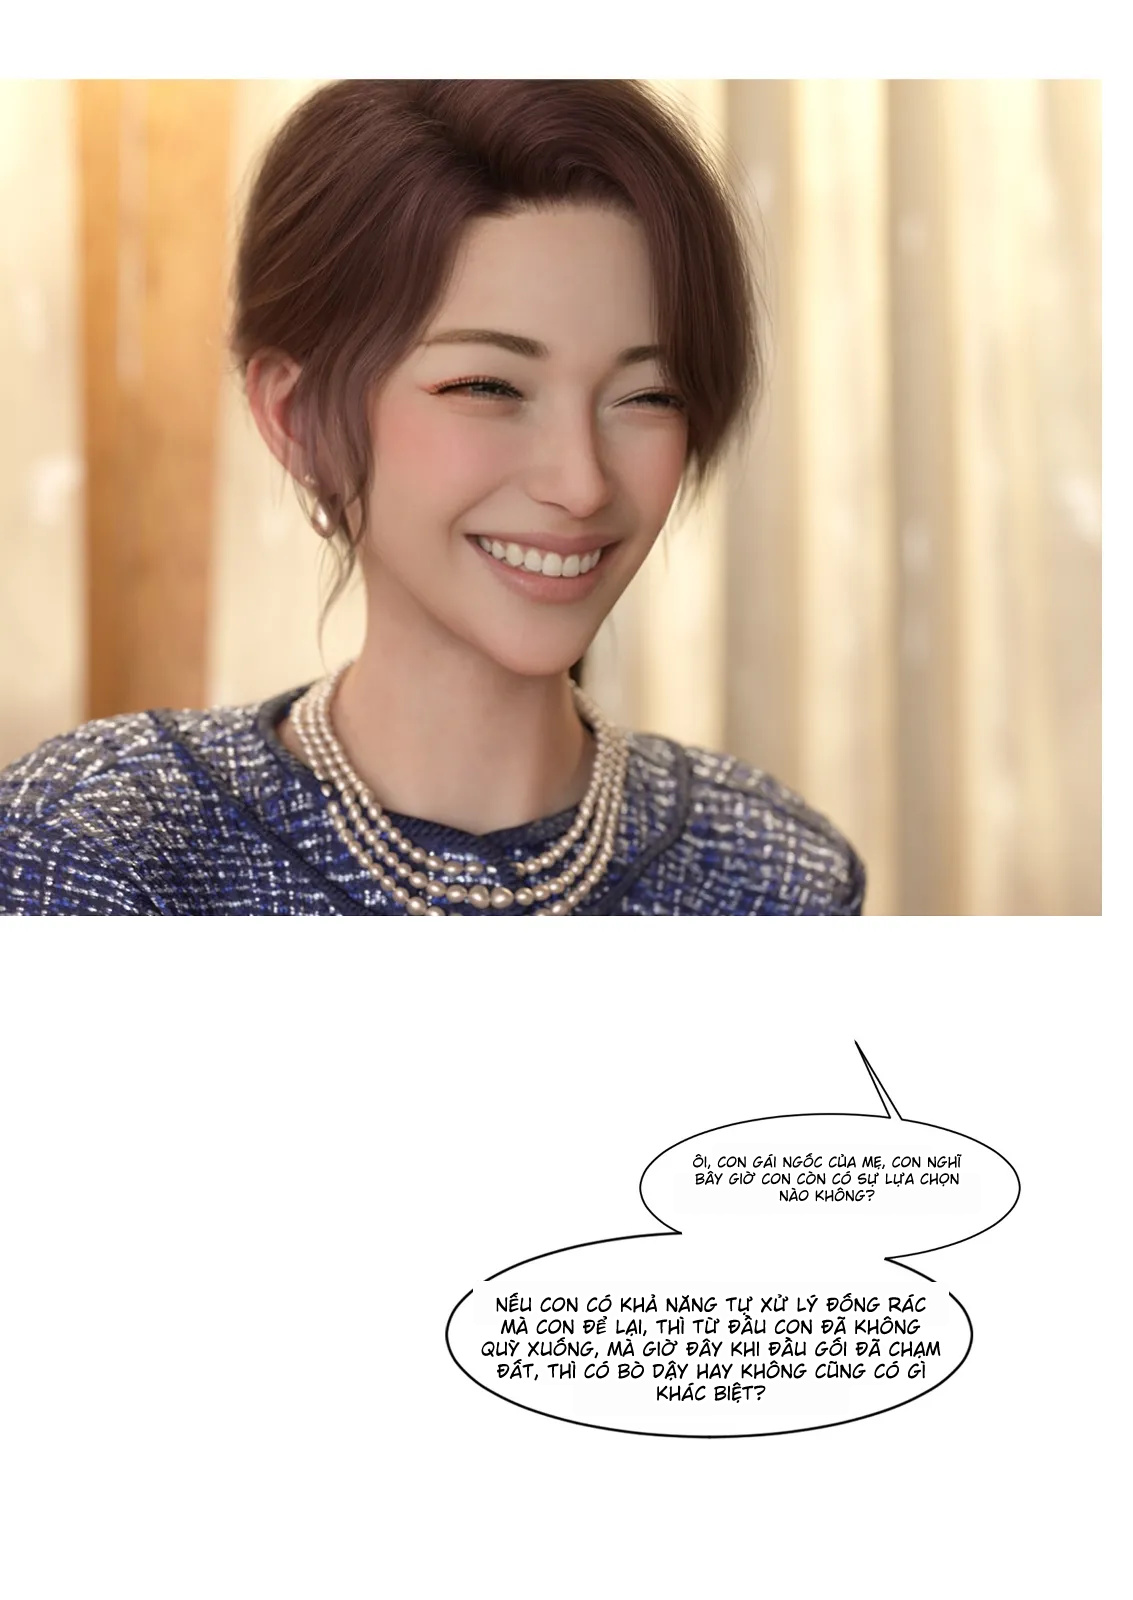 ÔI, CON GÁI NGỐC CỦA MẸ, CON NGHĨ
BÂY GIỜ CON CÒN CÓ SỰ LỰA CHỌN
NÀO KHÔNG?
NẾU CON CÓ KHẢ NĂNG TỰ XỬ LÝ ĐỐNG RÁC
MÀ CON ĐỂ LẠI, THÌ TỪ ĐẦU CON ĐÃ KHÔNG
QUỲ XUỐNG, MÀ GIỜ ĐÂY KHI ĐẦU GỐI ĐÃ CHẠM
ĐẤT, THÌ CÓ BÒ DẬY HAY KHÔNG CŨNG CÓ GÌ
KHÁC BIỆT?